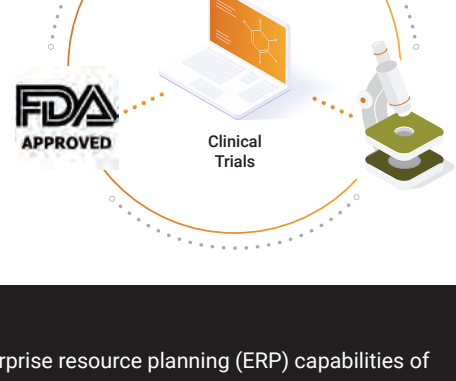 FDA
APPROVED
Clinical
Trials
rprise resource planning (ERP) capabilities of